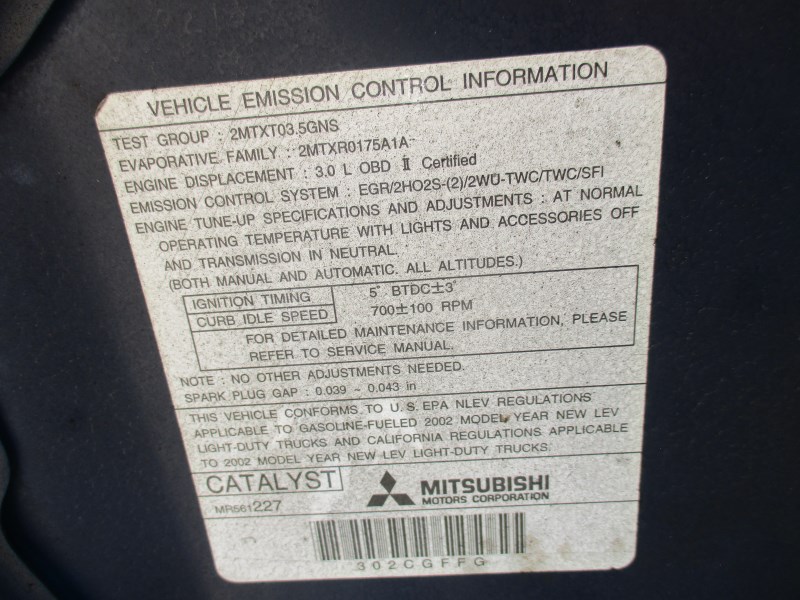 VEHICLE EMISSION CONTROL INFORMATION
TEST GROUP : 2MTXT03.5GNS
EVAPORATIVE FAMILY : 2MTXR0175A1A
ENGINE DISPLACEMENT : 3.0 L OBD II Certified
EMISSION CONTROL SYSTEM : EGR/2HO2S-(2)/2WU-TWC/TWC/SFI
ENGINE TUNE-UP SPECIFICATIONS AND ADJUSTMENTS : AT NORMAL
OPERATING TEMPERATURE WITH LIGHTS AND ACCESSORIES OFF
AND TRANSMISSION IN NEUTRAL.
(BOTH MANUAL AND AUTOMATIC. ALL ALTITUDES.)
IGNITION TIMING 5° BTDC±3°
CURB IDLE SPEED 700±100 RPM
FOR DETAILED MAINTENANCE INFORMATION, PLEASE
REFER TO SERVICE MANUAL.
NOTE : NO OTHER ADJUSTMENTS NEEDED.
SPARK PLUG GAP : 0.039 - 0.043 in
THIS VEHICLE CONFORMS TO U.S. EPA NLEV REGULATIONS
APPLICABLE TO GASOLINE-FUELED 2002 MODEL YEAR NEW LEV
LIGHT-DUTY TRUCKS AND CALIFORNIA REGULATIONS APPLICABLE
TO 2002 MODEL YEAR NEW LEV LIGHT-DUTY TRUCKS.
CATALYST MITSUBISHI
MOTORS CORPORATION
MR561227
302CGFFG